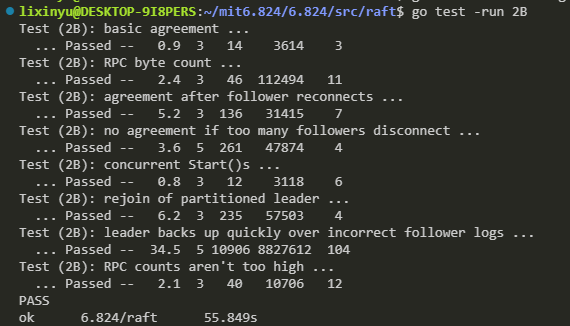 lixinyu@DESKTOP-9I8PERS:~/mit6.824/6.824/src/raft$ go test -run 2B
Test (2B): basic agreement ...
  ... Passed --   0.9  3   14    3614    3
Test (2B): RPC byte count ...
  ... Passed --   2.4  3   46  112494   11
Test (2B): agreement after follower reconnects ...
  ... Passed --   5.2  3  136   31415    7
Test (2B): no agreement if too many followers disconnect ...
  ... Passed --   3.6  5  261   47874    4
Test (2B): concurrent Start()s ...
  ... Passed --   0.8  3   12    3118    6
Test (2B): rejoin of partitioned leader ...
  ... Passed --   6.2  3  235   57503    4
Test (2B): leader backs up quickly over incorrect follower logs ...
  ... Passed --  34.5  5 10906 8827612  104
Test (2B): RPC counts aren't too high ...
  ... Passed --   2.1  3   40   10706   12
PASS
ok      6.824/raft      55.849s